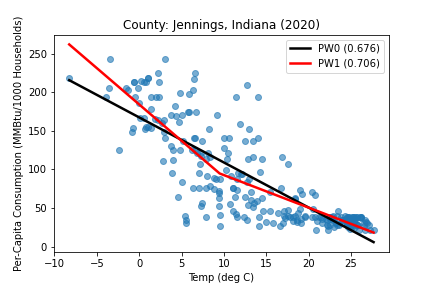 County: Jennings, Indiana (2020)
PW0 (0.676)
PW1 (0.706)
Per-Capita Consumption (MMBtu/1000 Households)
250
200
150
100
50
0
−10
−5
0
5
10
15
20
25
Temp (deg C)